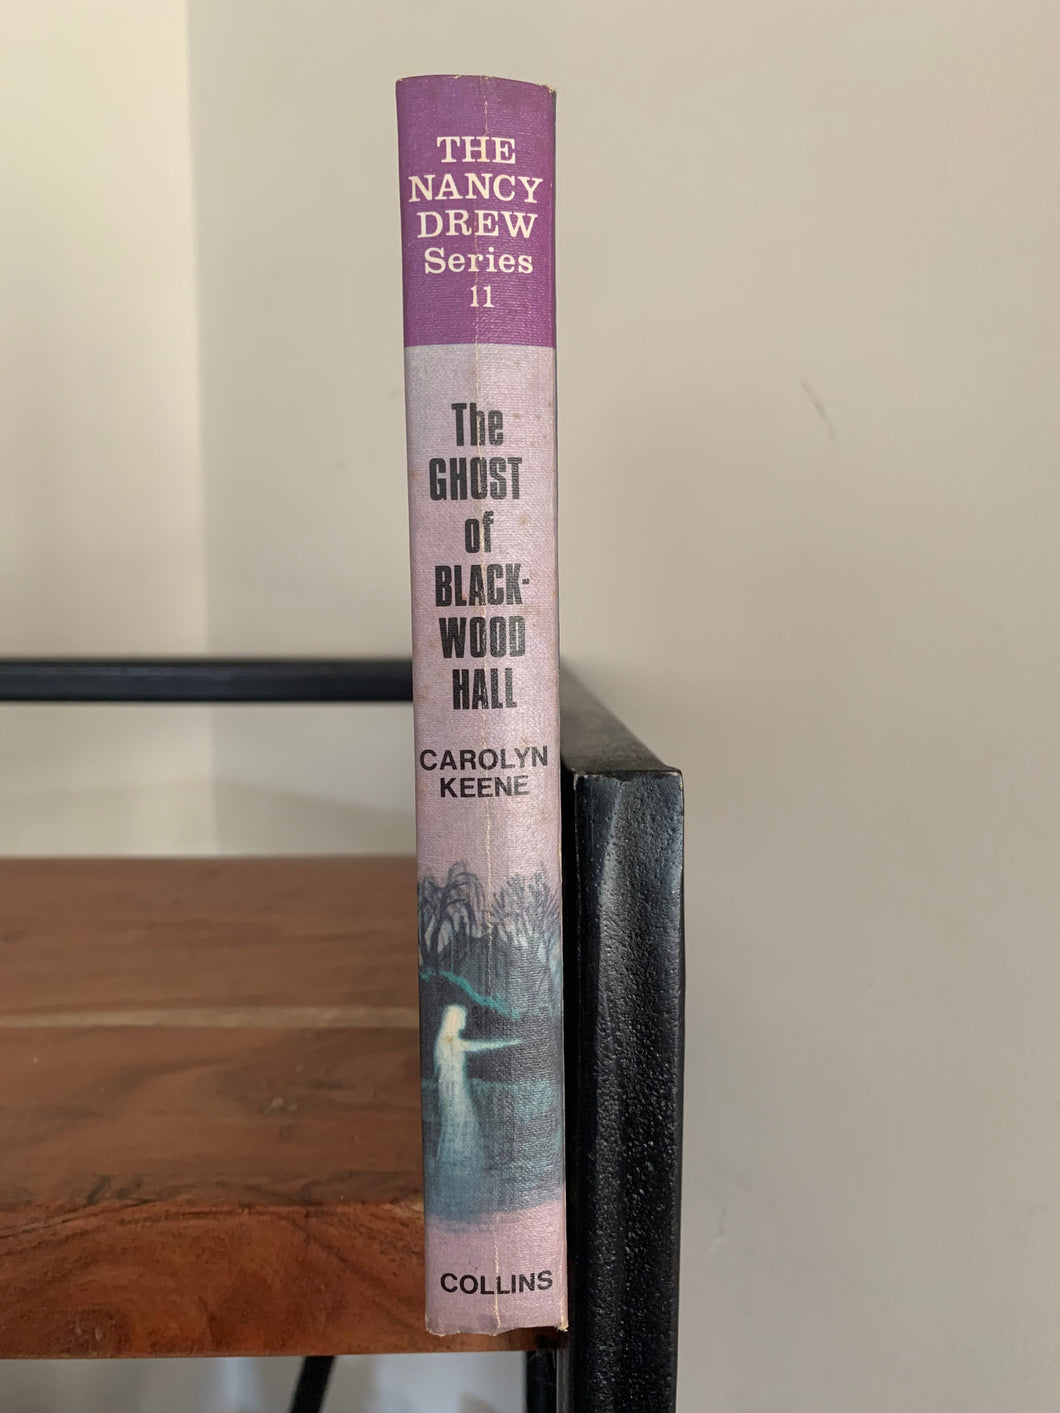 THE
NANCY
DREW
Series
11
The
GHOST
of
BLACK-
WOOD
HALL
CAROLYN
KEENE
COLLINS